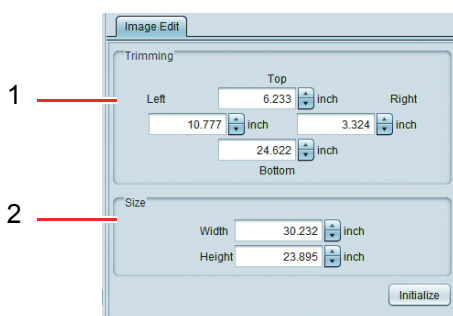 Image Edit
Trimming
1
Top
Left 6.233 inch Right
10.777 inch 3.324 inch
24.622 inch
Bottom
2
Size
Width 30.232 inch
Height 23.895 inch
Initialize